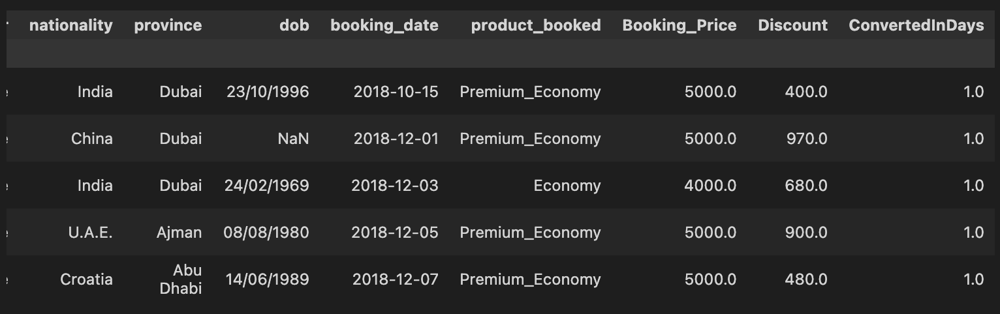 nationality province dob booking_date product_booked Booking_Price Discount ConvertedInDays
India Dubai 23/10/1996 2018-10-15 Premium_Economy 5000.0 400.0 1.0
China Dubai NaN 2018-12-01 Premium_Economy 5000.0 970.0 1.0
India Dubai 24/02/1969 2018-12-03 Economy 4000.0 680.0 1.0
U.A.E. Ajman 08/08/1980 2018-12-05 Premium_Economy 5000.0 900.0 1.0
Croatia Abu Dhabi 14/06/1989 2018-12-07 Premium_Economy 5000.0 480.0 1.0